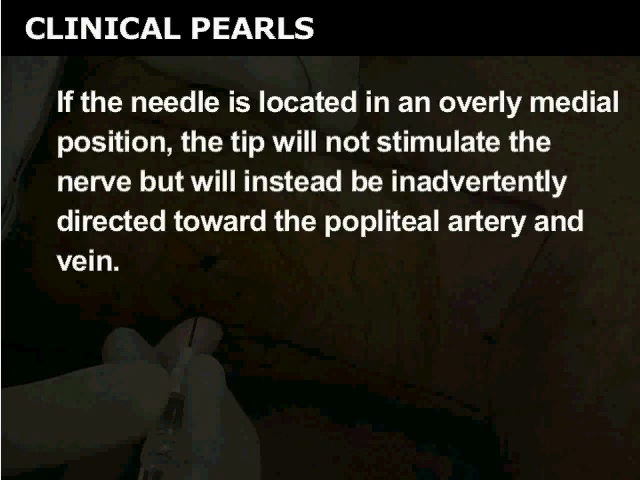 CLINICAL PEARLS
If the needle is located in an overly medial
position, the tip will not stimulate the
nerve but will instead be inadvertently
directed toward the popliteal artery and
vein.